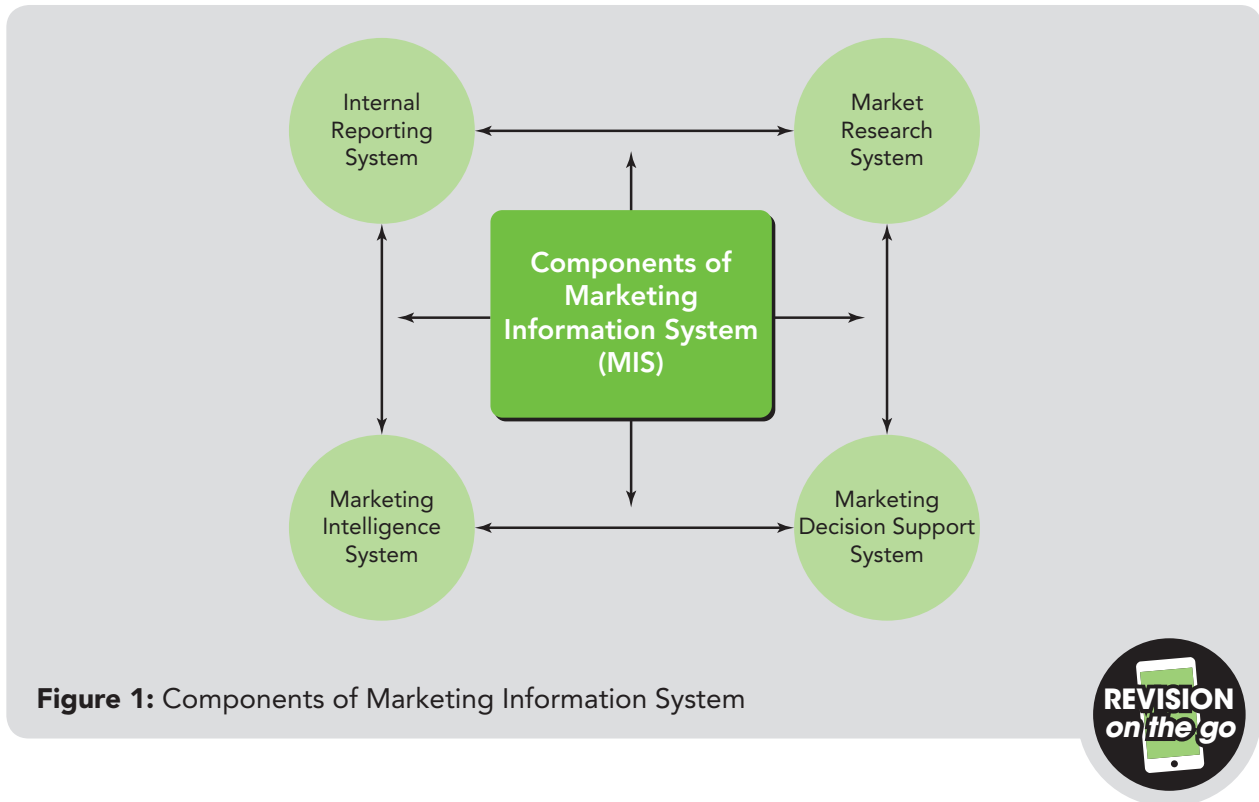 Internal
Reporting
System
Market
Research
System
Components of
Marketing
Information System
(MIS)
Marketing
Intelligence
System
Marketing
Decision Support
System
Figure 1: Components of Marketing Information System
REVISION
on the go